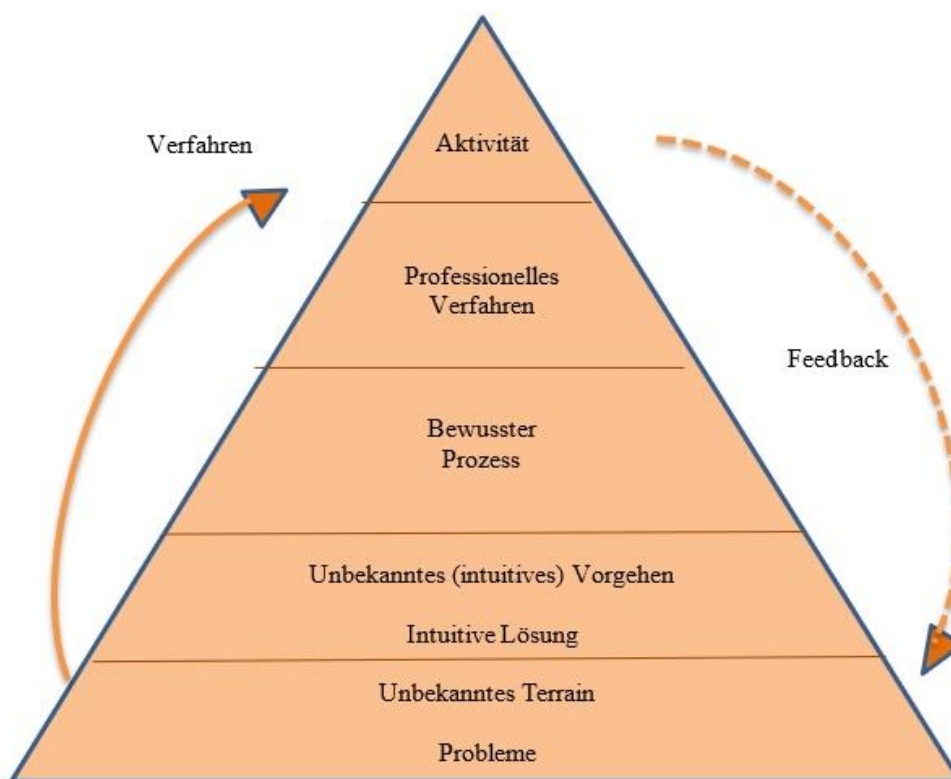 Aktivität
Verfahren
Professionelles
Verfahren
Feedback
Bewusster
Prozess
Unbekanntes (intuitives) Vorgehen
Intuitive Lösung
Unbekanntes Terrain
Probleme